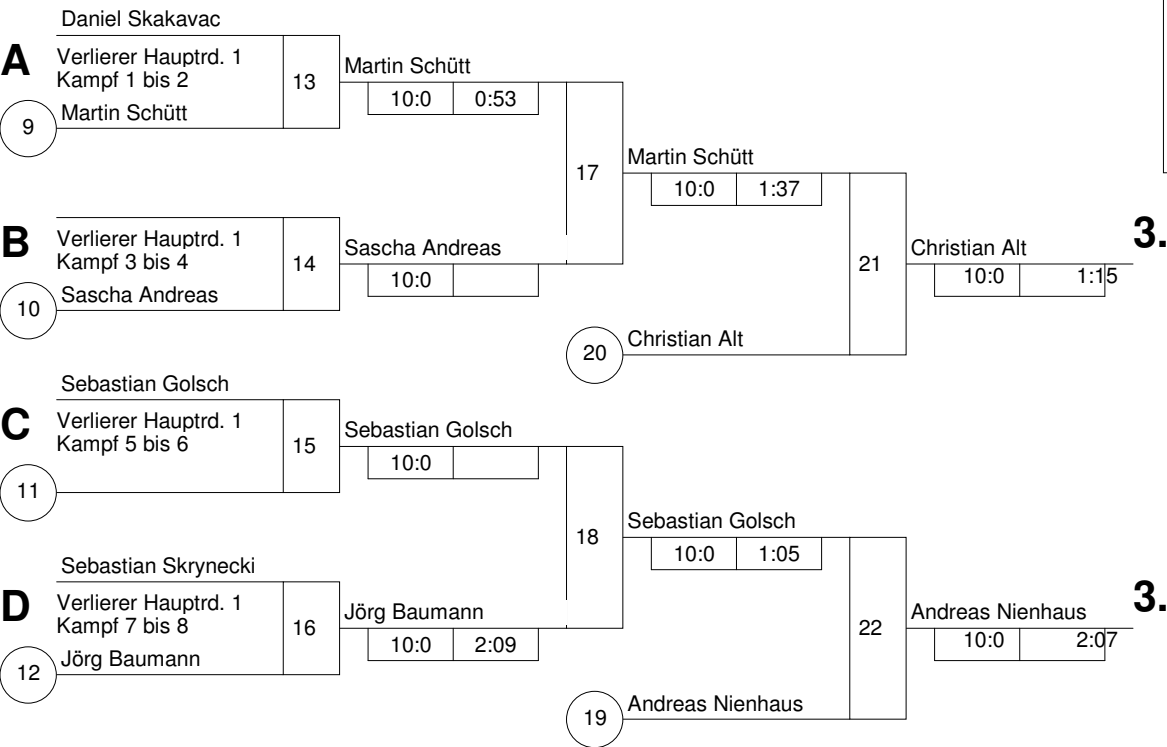 Daniel Skakavac
A
Verlierer Hauptrd. 1
Kampf 1 bis 2
13
9
Martin Schütt
Martin Schütt
10:0 0:53
B
Verlierer Hauptrd. 1
Kampf 3 bis 4
14
10
Sascha Andreas
Sascha Andreas
10:0
17
Martin Schütt
10:0 1:37
20
Christian Alt
21
Christian Alt
10:0 1:15
3.
Sebastian Golsch
C
Verlierer Hauptrd. 1
Kampf 5 bis 6
15
11
Sebastian Golsch
10:0
Sebastian Skrynecki
D
Verlierer Hauptrd. 1
Kampf 7 bis 8
16
12
Jörg Baumann
Jörg Baumann
10:0 2:09
18
Sebastian Golsch
10:0 1:05
19
Andreas Nienhaus
22
Andreas Nienhaus
10:0 2:07
3.